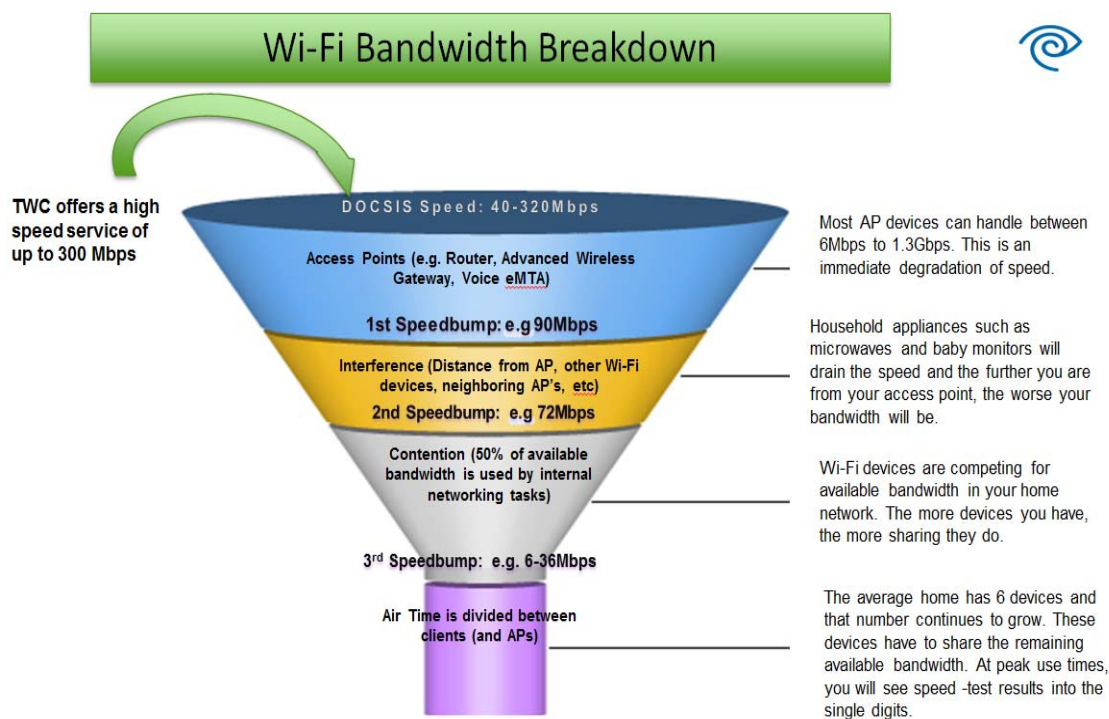 Wi-Fi Bandwidth Breakdown
TWC offers a high
speed service of
up to 300 Mbps
DOCSIS Speed: 40-320Mbps
Access Points (e.g. Router, Advanced Wireless
Gateway, Voice eMTA)
1st Speedbump: e.g 90Mbps
Interference (Distance from AP, other Wi-Fi
devices, neighboring AP's, etc)
2nd Speedbump: e.g 72Mbps
Contention (50% of available
bandwidth is used by internal
networking tasks)
3rd Speedbump: e.g. 6-36Mbps
Air Time is divided between
clients (and APs)
Most AP devices can handle between
6Mbps to 1.3Gbps. This is an
immediate degradation of speed.
Household appliances such as
microwaves and baby monitors will
drain the speed and the further you are
from your access point, the worse your
bandwidth will be.
Wi-Fi devices are competing for
available bandwidth in your home
network. The more devices you have,
the more sharing they do.
The average home has 6 devices and
that number continues to grow. These
devices have to share the remaining
available bandwidth. At peak use times,
you will see speed -test results into the
single digits.